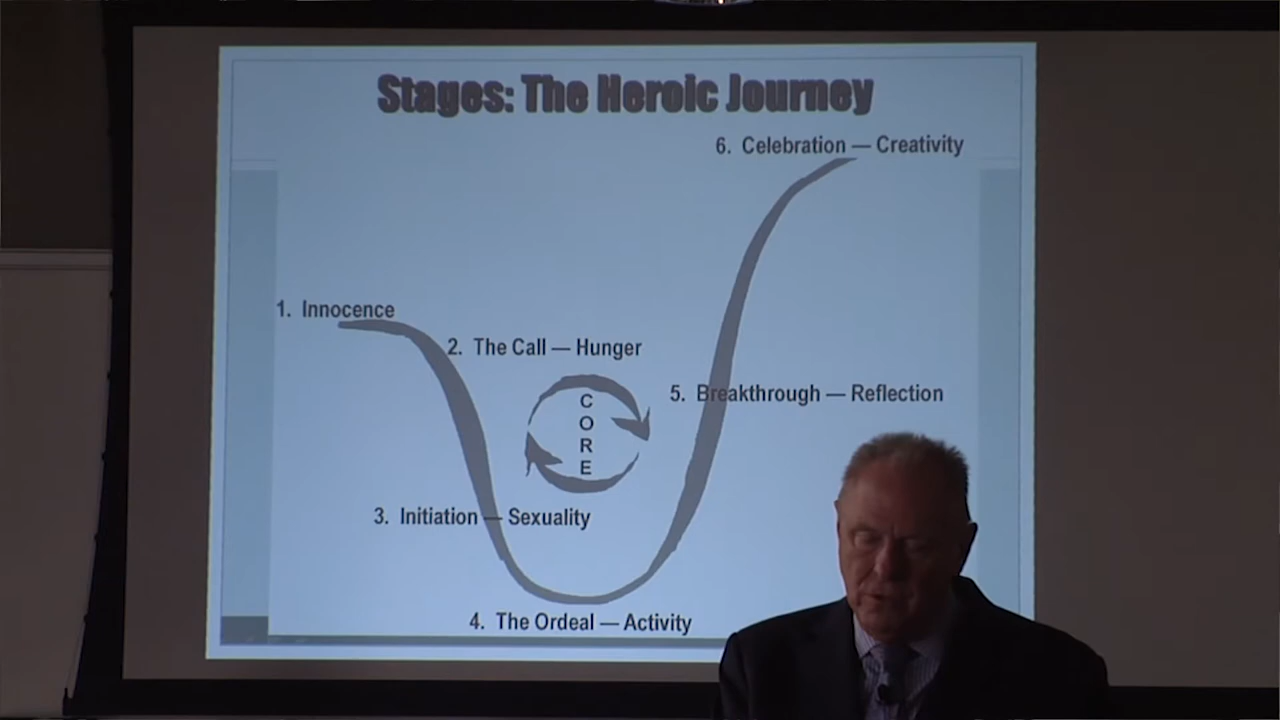 Stages: The Heroic Journey
6. Celebration — Creativity
1. Innocence
2. The Call — Hunger
C
O
R
E
5. Breakthrough — Reflection
3. Initiation — Sexuality
4. The Ordeal — Activity